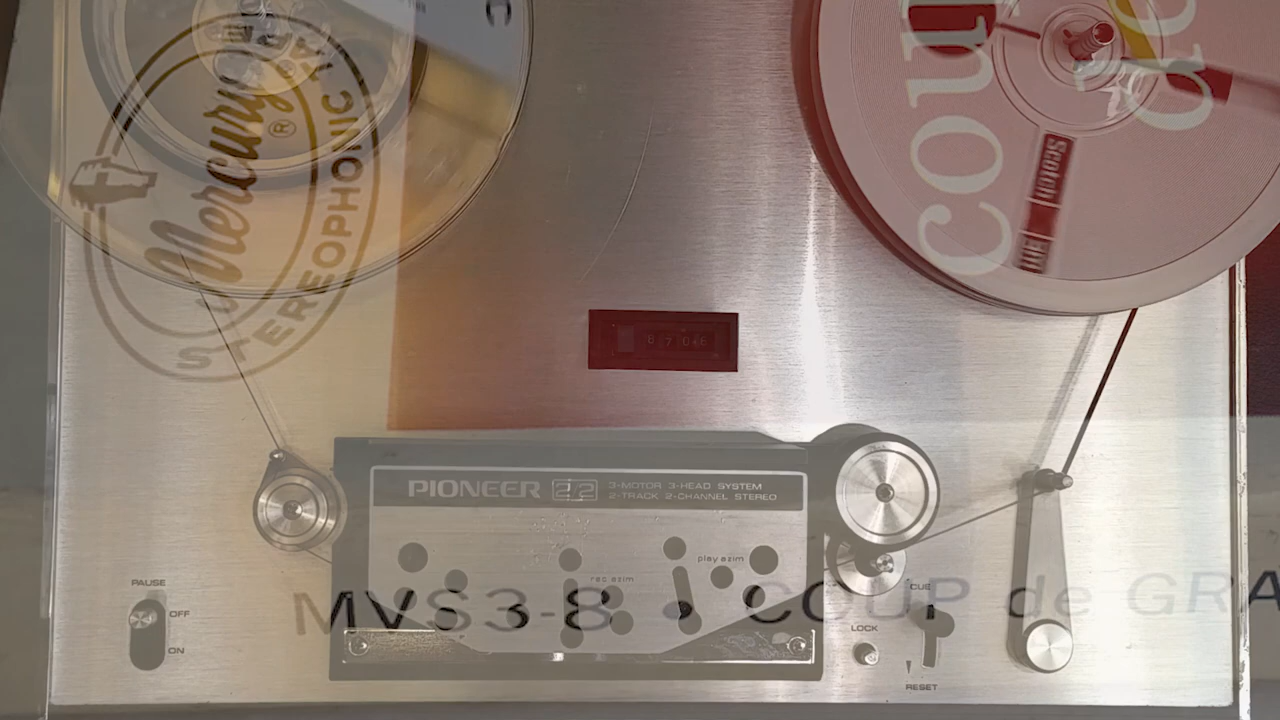 Mercury
®
STEREOPHONIC
coup
de
Scotch
PIONEER 22 3-MOTOR 3-HEAD SYSTEM
2-TRACK 2-CHANNEL STEREO
play azim
rec azim
PAUSE
OFF
ON
MVS3-8 • COUP de GRA
CUE
LOCK
RESET